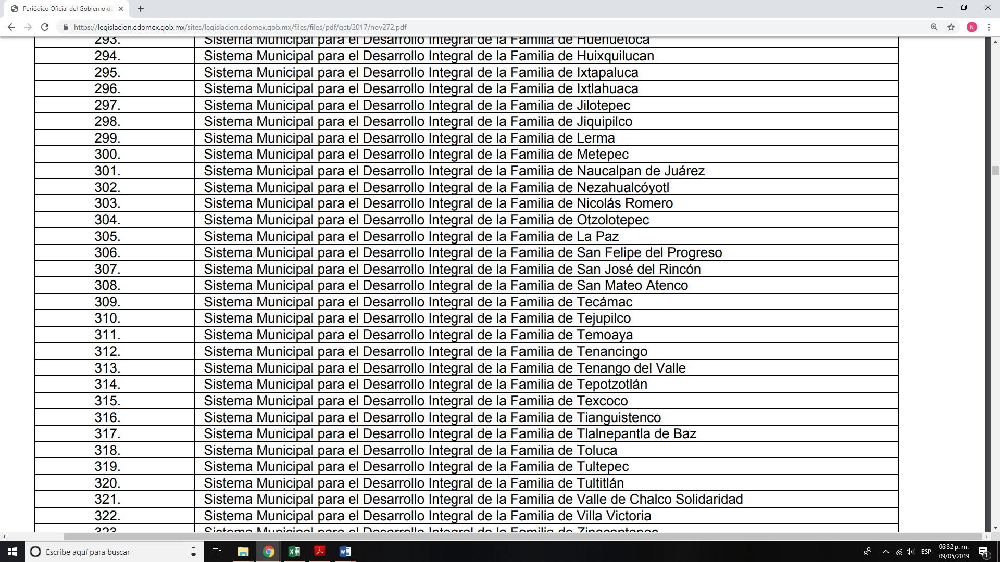 Periódico Oficial del Gobierno de
https://legislacion.edomex.gob.mx/sites/legislacion.edomex.gob.mx/files/files/pdf/gct/2017/nov272.pdf
N
293. Sistema Municipal para el Desarrollo Integral de la Familia de Huehuetoca
294. Sistema Municipal para el Desarrollo Integral de la Familia de Huixquilucan
295. Sistema Municipal para el Desarrollo Integral de la Familia de Ixtapaluca
296. Sistema Municipal para el Desarrollo Integral de la Familia de Ixtlahuaca
297. Sistema Municipal para el Desarrollo Integral de la Familia de Jilotepec
298. Sistema Municipal para el Desarrollo Integral de la Familia de Jiquipilco
299. Sistema Municipal para el Desarrollo Integral de la Familia de Lerma
300. Sistema Municipal para el Desarrollo Integral de la Familia de Metepec
301. Sistema Municipal para el Desarrollo Integral de la Familia de Naucalpan de Juárez
302. Sistema Municipal para el Desarrollo Integral de la Familia de Nezahualcóyotl
303. Sistema Municipal para el Desarrollo Integral de la Familia de Nicolás Romero
304. Sistema Municipal para el Desarrollo Integral de la Familia de Otzolotepec
305. Sistema Municipal para el Desarrollo Integral de la Familia de La Paz
306. Sistema Municipal para el Desarrollo Integral de la Familia de San Felipe del Progreso
307. Sistema Municipal para el Desarrollo Integral de la Familia de San José del Rincón
308. Sistema Municipal para el Desarrollo Integral de la Familia de San Mateo Atenco
309. Sistema Municipal para el Desarrollo Integral de la Familia de Tecámac
310. Sistema Municipal para el Desarrollo Integral de la Familia de Tejupilco
311. Sistema Municipal para el Desarrollo Integral de la Familia de Temoaya
312. Sistema Municipal para el Desarrollo Integral de la Familia de Tenancingo
313. Sistema Municipal para el Desarrollo Integral de la Familia de Tenango del Valle
314. Sistema Municipal para el Desarrollo Integral de la Familia de Tepotzotlán
315. Sistema Municipal para el Desarrollo Integral de la Familia de Texcoco
316. Sistema Municipal para el Desarrollo Integral de la Familia de Tianguistenco
317. Sistema Municipal para el Desarrollo Integral de la Familia de Tlalnepantla de Baz
318. Sistema Municipal para el Desarrollo Integral de la Familia de Toluca
319. Sistema Municipal para el Desarrollo Integral de la Familia de Tultepec
320. Sistema Municipal para el Desarrollo Integral de la Familia de Tultitlán
321. Sistema Municipal para el Desarrollo Integral de la Familia de Valle de Chalco Solidaridad
322. Sistema Municipal para el Desarrollo Integral de la Familia de Villa Victoria
323. Sistema Municipal para el Desarrollo Integral de la Familia de Zinacantepec
Escribe aquí para buscar
ESP
06:32 p. m.
09/05/2019
1